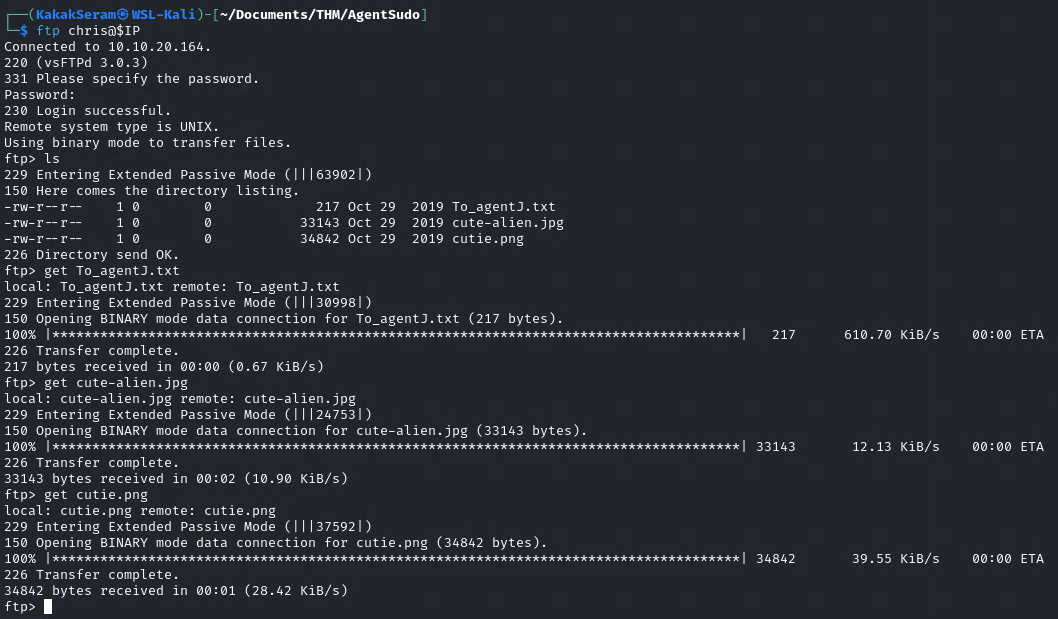 ┌──(KakakSeram㉿WSL-Kali)-[~/Documents/THM/AgentSudo]
└─$ ftp chris@$IP
Connected to 10.10.20.164.
220 (vsFTPd 3.0.3)
331 Please specify the password.
Password:
230 Login successful.
Remote system type is UNIX.
Using binary mode to transfer files.
ftp> ls
229 Entering Extended Passive Mode (|||63902|)
150 Here comes the directory listing.
-rw-r--r--    1 0        0             217 Oct 29  2019 To_agentJ.txt
-rw-r--r--    1 0        0           33143 Oct 29  2019 cute-alien.jpg
-rw-r--r--    1 0        0           34842 Oct 29  2019 cutie.png
226 Directory send OK.
ftp> get To_agentJ.txt
local: To_agentJ.txt remote: To_agentJ.txt
229 Entering Extended Passive Mode (|||30998|)
150 Opening BINARY mode data connection for To_agentJ.txt (217 bytes).
100% |**************************************************************************************|   217      610.70 KiB/s    00:00 ETA
226 Transfer complete.
217 bytes received in 00:00 (0.67 KiB/s)
ftp> get cute-alien.jpg
local: cute-alien.jpg remote: cute-alien.jpg
229 Entering Extended Passive Mode (|||24753|)
150 Opening BINARY mode data connection for cute-alien.jpg (33143 bytes).
100% |**************************************************************************************| 33143       12.13 KiB/s    00:00 ETA
226 Transfer complete.
33143 bytes received in 00:02 (10.90 KiB/s)
ftp> get cutie.png
local: cutie.png remote: cutie.png
229 Entering Extended Passive Mode (|||37592|)
150 Opening BINARY mode data connection for cutie.png (34842 bytes).
100% |**************************************************************************************| 34842       39.55 KiB/s    00:00 ETA
226 Transfer complete.
34842 bytes received in 00:01 (28.42 KiB/s)
ftp>